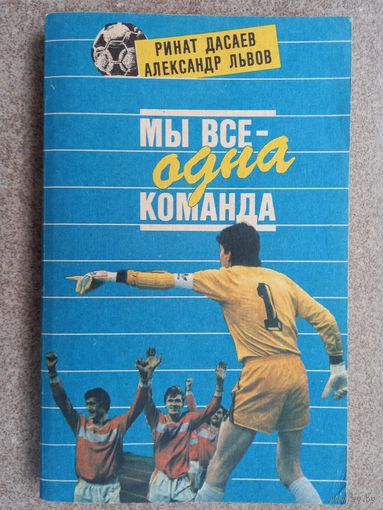 РИНАТ ДАСАЕВ
АЛЕКСАНДР ЛЬВОВ
МЫ ВСЕ-
одна
КОМАНДА
1